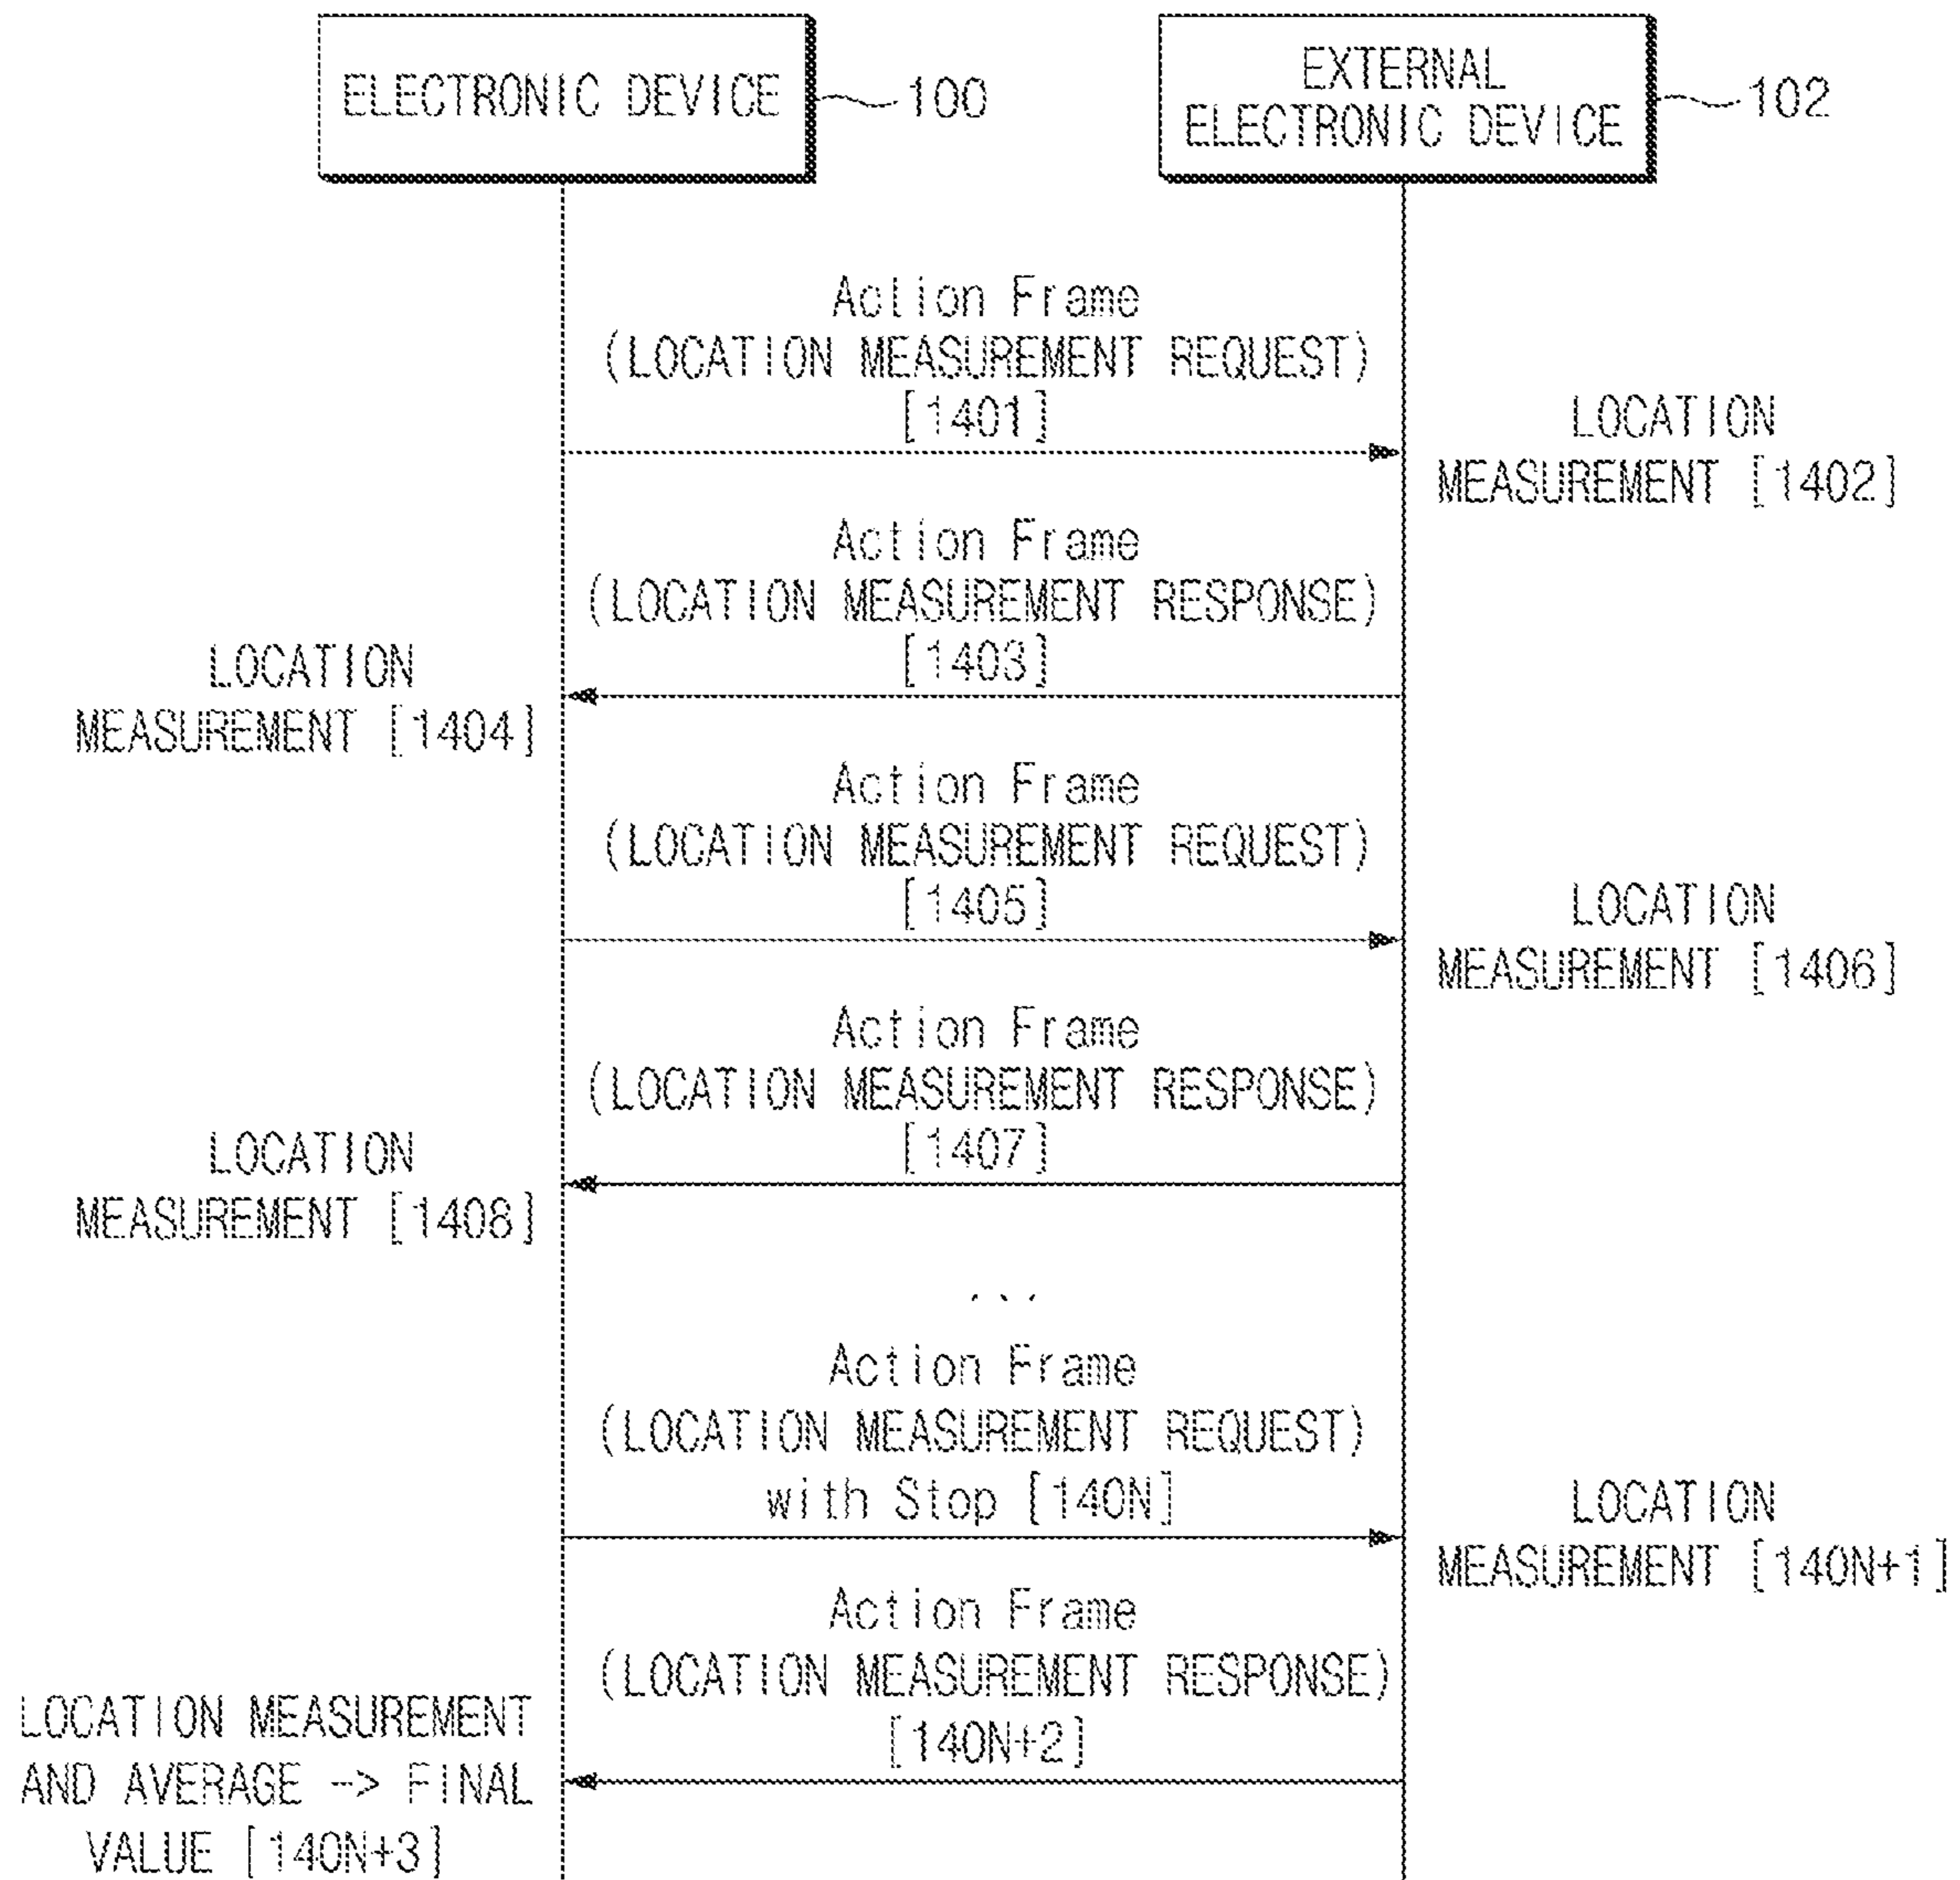 ELECTRONIC DEVICE
100
EXTERNAL
ELECTRONIC DEVICE
102
Action Frame
(LOCATION MEASUREMENT REQUEST)
[1401]
LOCATION
MEASUREMENT [1402]
Action Frame
(LOCATION MEASUREMENT RESPONSE)
[1403]
LOCATION
MEASUREMENT [1404]
Action Frame
(LOCATION MEASUREMENT REQUEST)
[1405]
LOCATION
MEASUREMENT [1406]
Action Frame
(LOCATION MEASUREMENT RESPONSE)
[1407]
LOCATION
MEASUREMENT [1408]
...
Action Frame
(LOCATION MEASUREMENT REQUEST)
with Stop [140N]
LOCATION
MEASUREMENT [140N+1]
Action Frame
(LOCATION MEASUREMENT RESPONSE)
[140N+2]
LOCATION MEASUREMENT
AND AVERAGE -> FINAL
VALUE [140N+3]